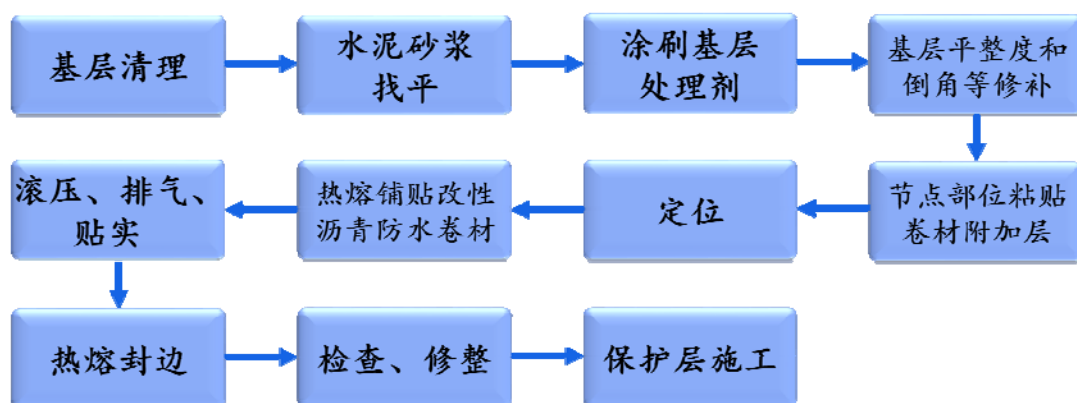 基层清理
水泥砂浆
找平
涂刷基层
处理剂
基层平整度和
倒角等修补
节点部位粘贴
卷材附加层
定位
热熔铺贴改性
沥青防水卷材
滚压、排气、
贴实
热熔封边
检查、修整
保护层施工